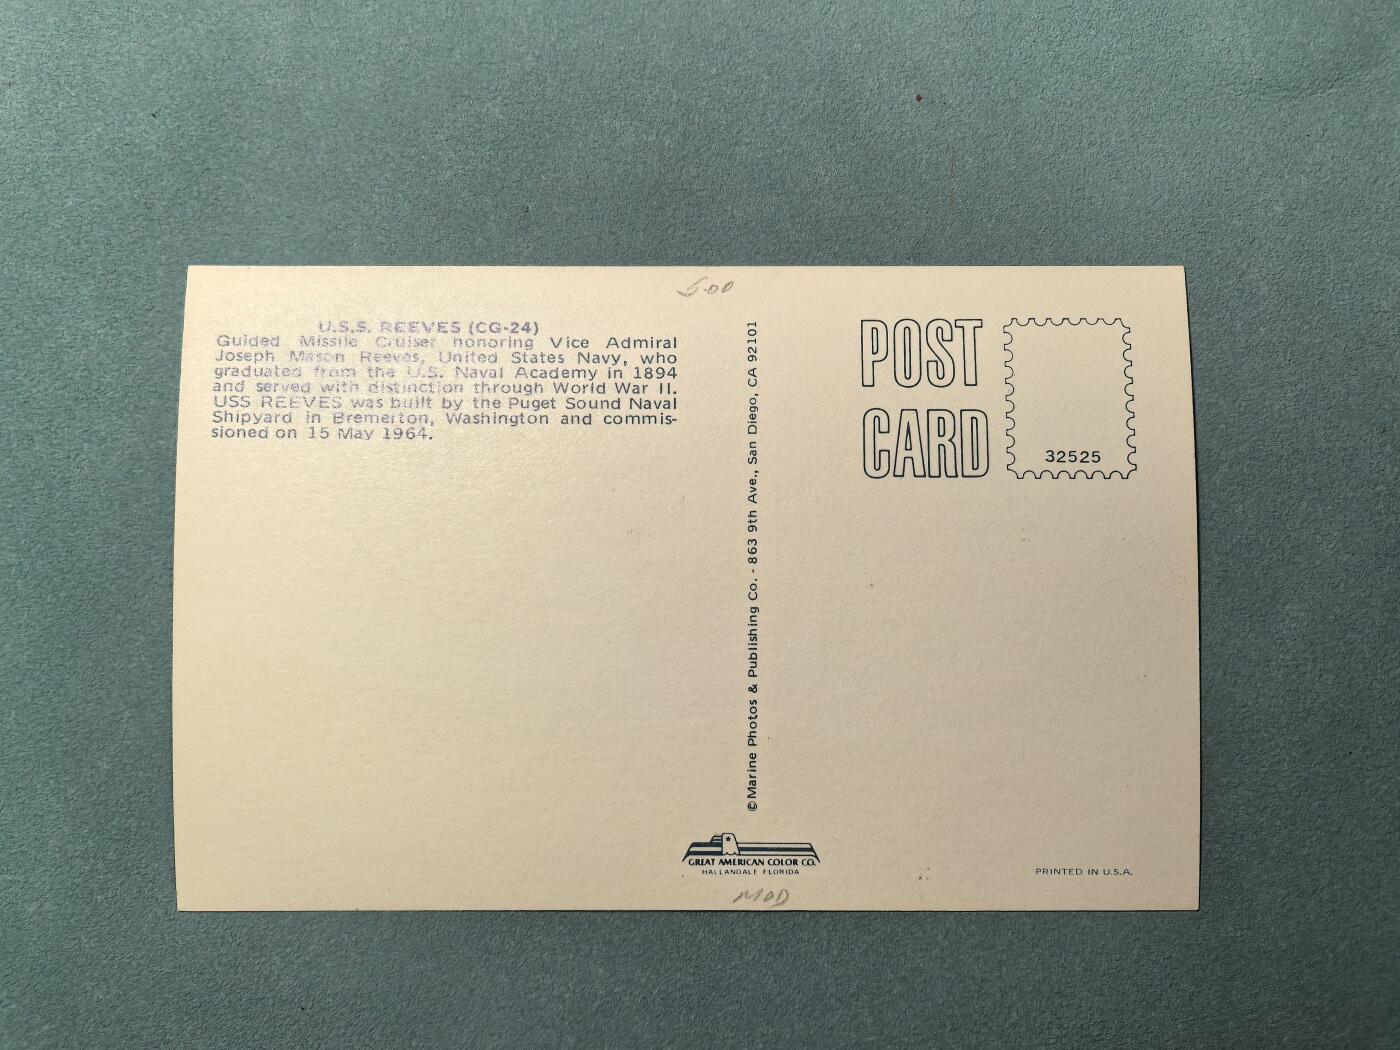 5.00
U.S.S. REEVES (CG-24)
Guided Missile Cruiser honoring Vice Admiral
Joseph Mason Reeves, United States Navy, who
graduated from the U.S. Naval Academy in 1894
and served with distinction through World War II.
USS REEVES was built by the Puget Sound Naval
Shipyard in Bremerton, Washington and commis-
sioned on 15 May 1964.
©Marine Photos & Publishing Co. - 863 9th Ave., San Diego, CA 92101
POST
CARD
32525
GREAT AMERICAN COLOR CO.
HALLANDALE FLORIDA
PRINTED IN U.S.A.
MOD